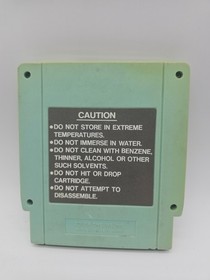 CAUTION
●DO NOT STORE IN EXTREME
TEMPERATURES.
●DO NOT IMMERSE IN WATER.
●DO NOT CLEAN WITH BENZENE,
THINNER, ALCOHOL OR OTHER
SUCH SOLVENTS.
●DO NOT HIT OR DROP
CARTRIDGE.
●DO NOT ATTEMPT TO
DISASSEMBLE.